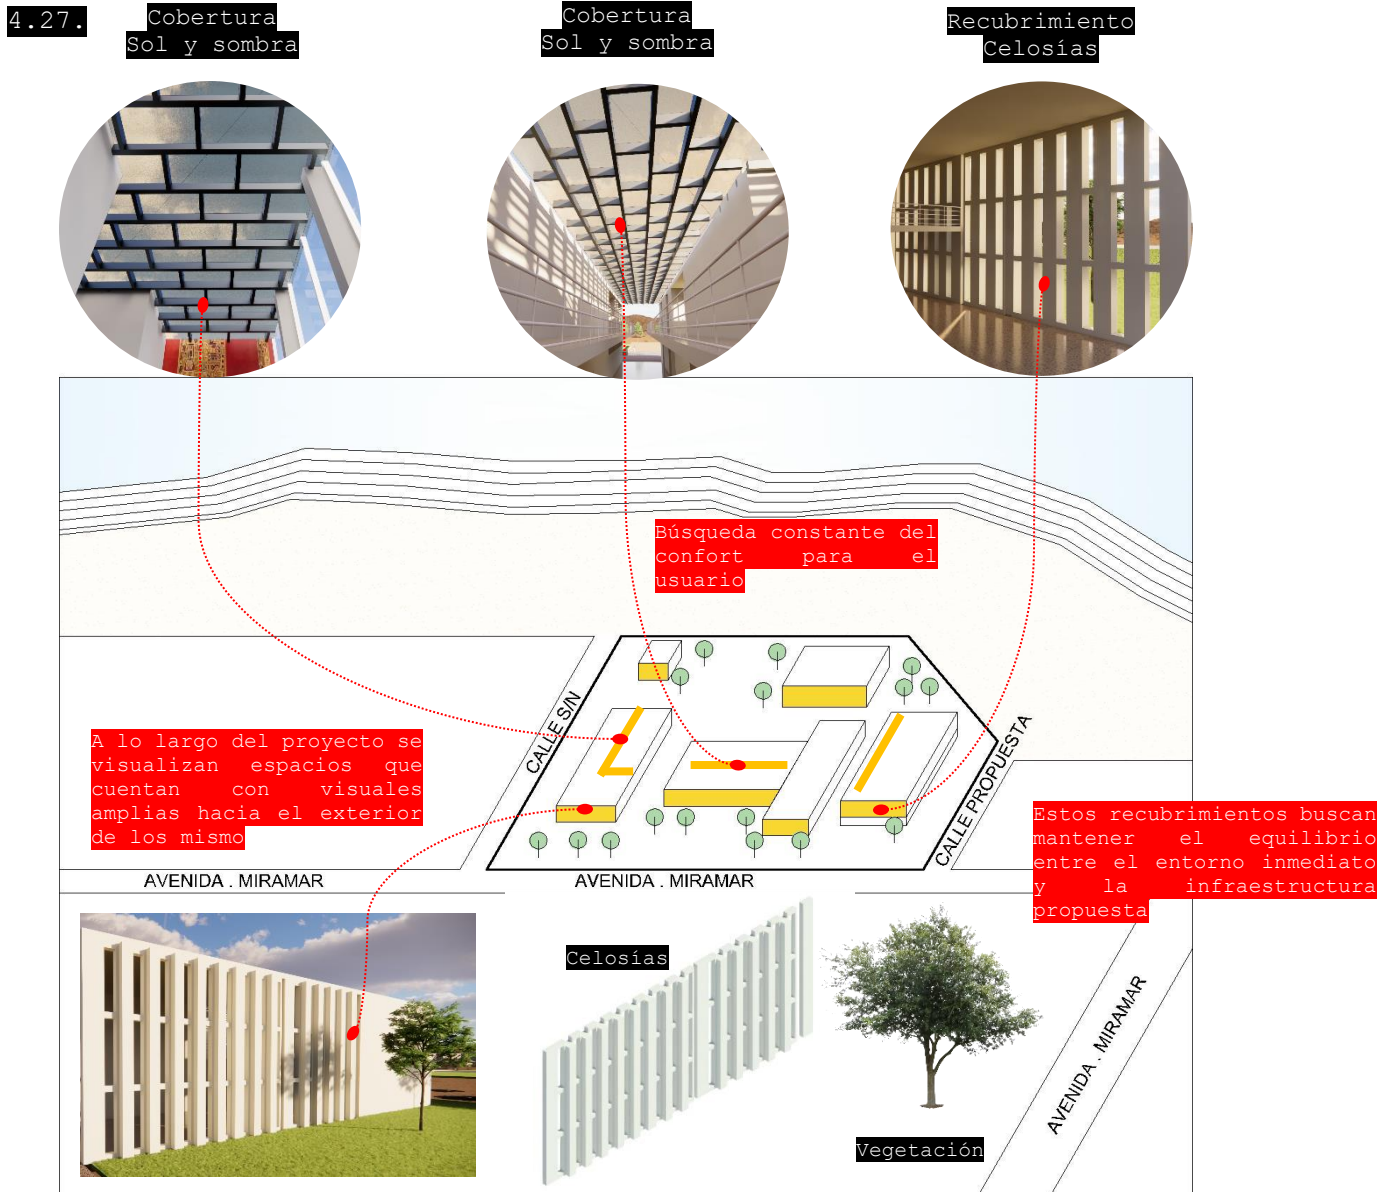 4.27.
Cobertura
Sol y sombra
Cobertura
Sol y sombra
Recubrimiento
Celosías
Búsqueda constante del
confort para el
usuario
CALLE S/N
CALLE PROPUESTA
A lo largo del proyecto se
visualizan espacios que
cuentan con visuales
amplias hacia el exterior
de los mismo
Estos recubrimientos buscan
mantener el equilibrio
entre el entorno inmediato
y la infraestructura
propuesta
AVENIDA . MIRAMAR
AVENIDA . MIRAMAR
Celosías
AVENIDA . MIRAMAR
Vegetación